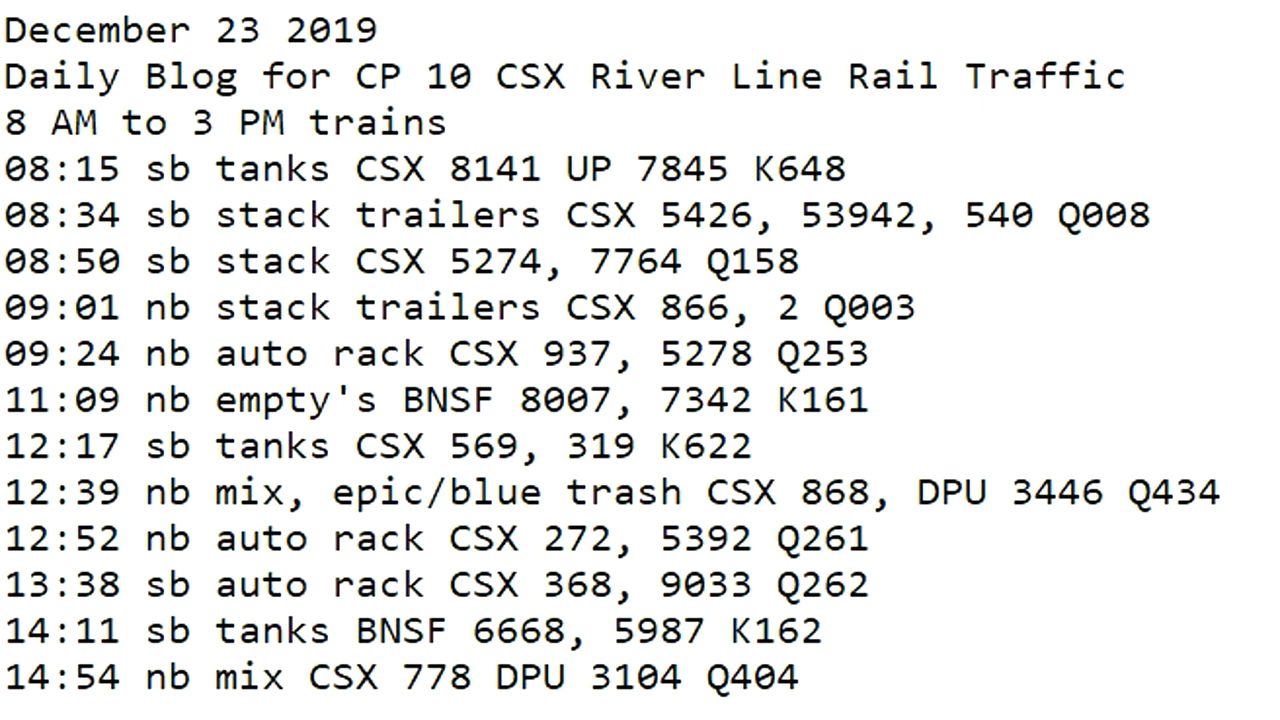 December 23 2019
Daily Blog for CP 10 CSX River Line Rail Traffic
8 AM to 3 PM trains
08:15 sb tanks CSX 8141 UP 7845 K648
08:34 sb stack trailers CSX 5426, 53942, 540 Q008
08:50 sb stack CSX 5274, 7764 Q158
09:01 nb stack trailers CSX 866, 2 Q003
09:24 nb auto rack CSX 937, 5278 Q253
11:09 nb empty's BNSF 8007, 7342 K161
12:17 sb tanks CSX 569, 319 K622
12:39 nb mix, epic/blue trash CSX 868, DPU 3446 Q434
12:52 nb auto rack CSX 272, 5392 Q261
13:38 sb auto rack CSX 368, 9033 Q262
14:11 sb tanks BNSF 6668, 5987 K162
14:54 nb mix CSX 778 DPU 3104 Q404